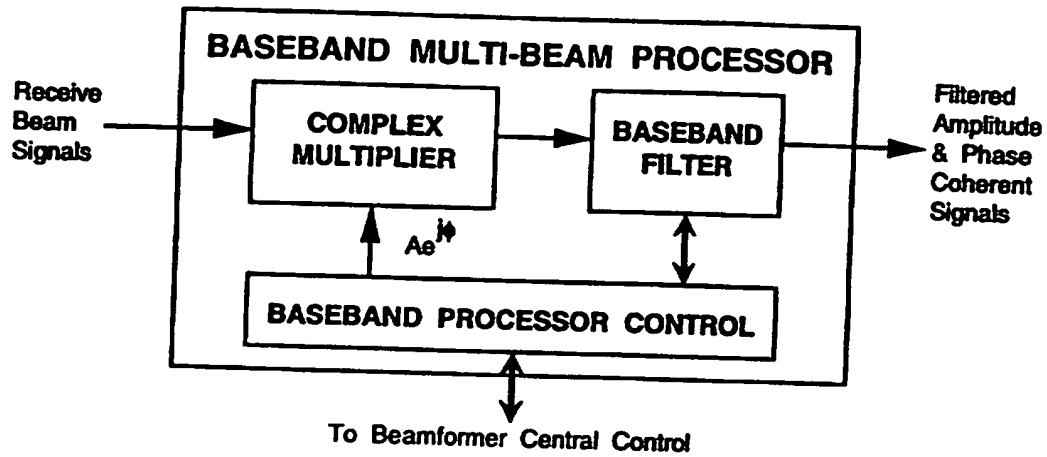 BASEBAND MULTI-BEAM PROCESSOR
Receive
Beam
Signals
COMPLEX
MULTIPLIER
BASEBAND
FILTER
Filtered
Amplitude
& Phase
Coherent
Signals
Ae^jϕ
BASEBAND PROCESSOR CONTROL
To Beamformer Central Control